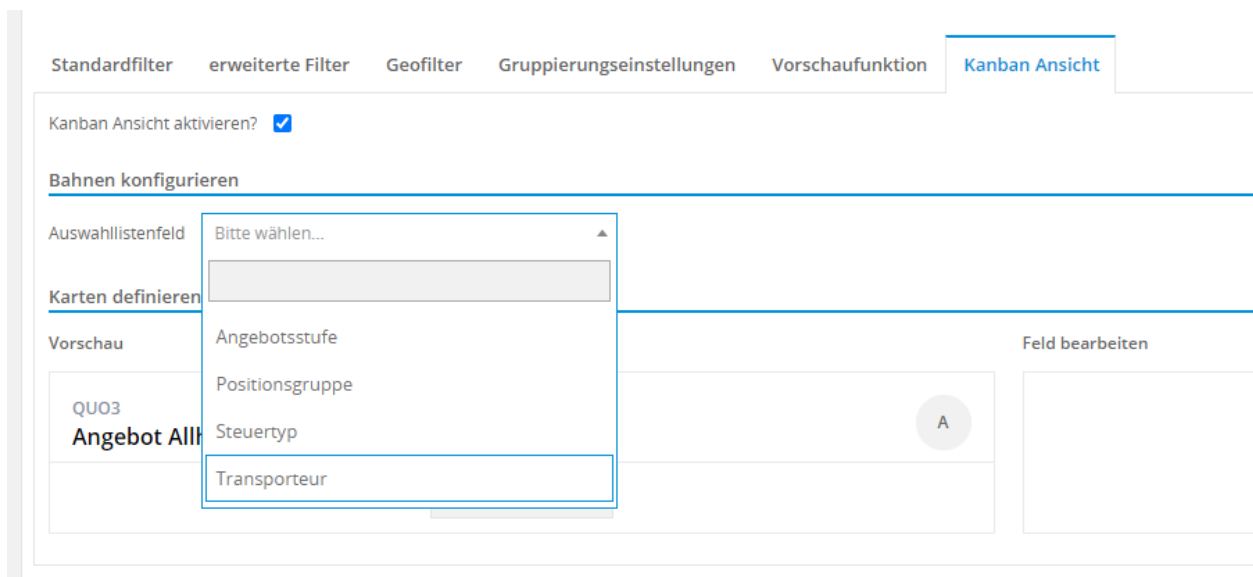 Standardfilter erweiterte Filter Geofilter Gruppierungseinstellungen Vorschaufunktion Kanban Ansicht
Kanban Ansicht aktivieren?
Bahnen konfigurieren
Auswahllistenfeld Bitte wählen...
Karten definieren
Angebotsstufe
Vorschau Feld bearbeiten
Positionsgruppe
QUO3
Angebot A
Steuertyp
Transporteur